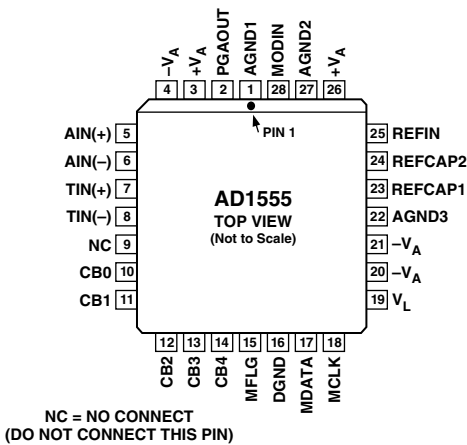 –VA
+VA
PGAOUT
AGND1
MODIN
AGND2
+VA
4 3 2 1 28 27 26
PIN 1
AIN(+) 5
AIN(–) 6
TIN(+) 7
TIN(–) 8
NC 9
CB0 10
CB1 11
AD1555
TOP VIEW
(Not to Scale)
25 REFIN
24 REFCAP2
23 REFCAP1
22 AGND3
21 –VA
20 –VA
19 VL
12 13 14 15 16 17 18
CB2
CB3
CB4
MFLG
DGND
MDATA
MCLK
NC = NO CONNECT
(DO NOT CONNECT THIS PIN)